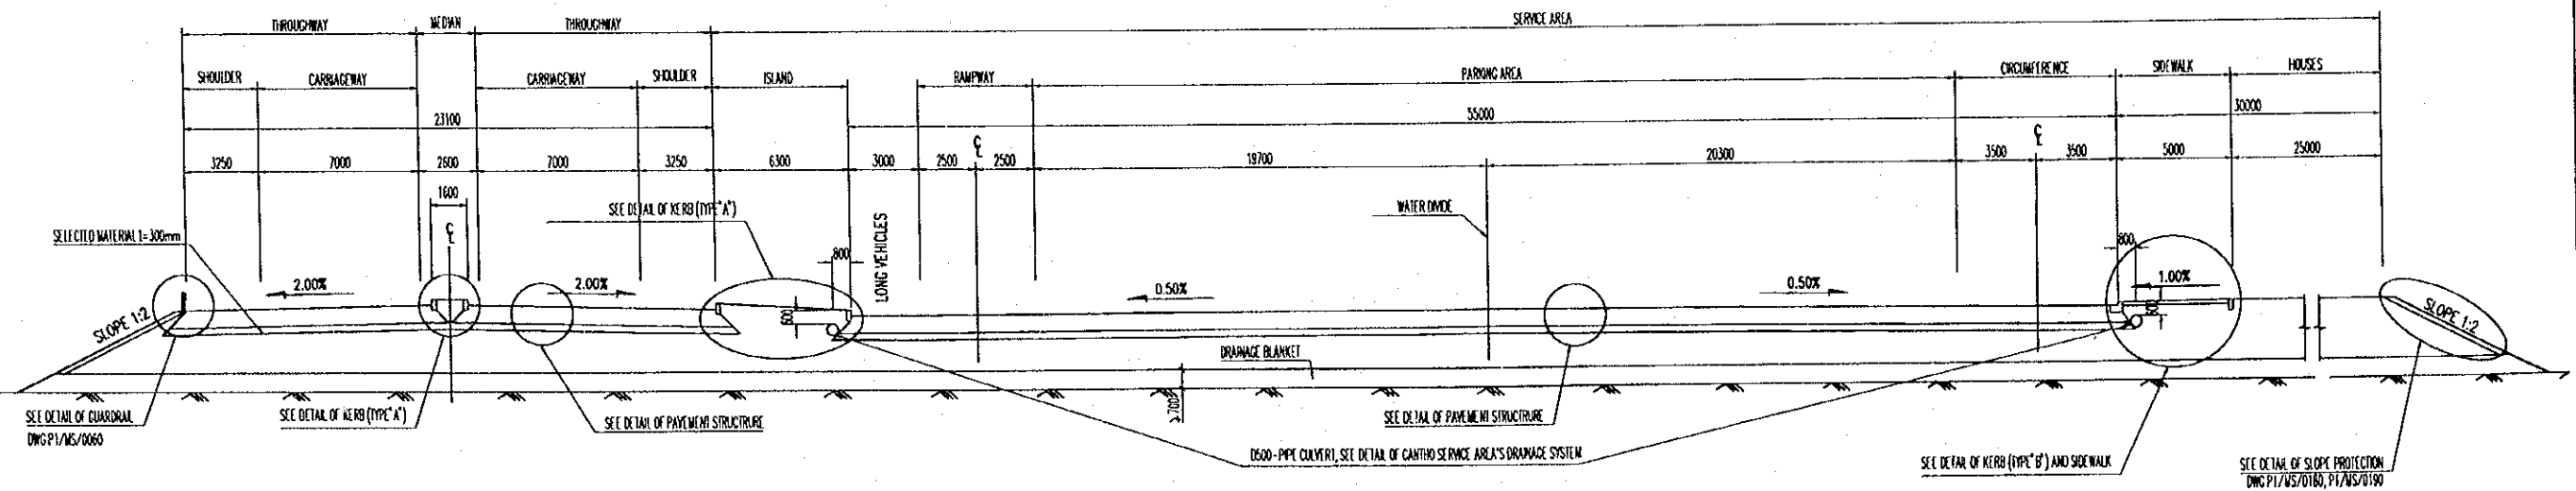 THROUGHWAY MEDIAN THROUGHWAY SERVICE AREA
SHOULDER CARRIAGEWAY CARRIAGEWAY SHOULDER ISLAND RAMPWAY PARKING AREA CIRCUMFERENCE SIDEWALK HOUSES
23100 55000 30000
3250 7000 2600 7000 3250 6300 3000 2500 2500 19700 20300 3500 3500 5000 25000
1600
SEE DETAIL OF KERB (TYPE"A")
WATER DIVIDE
SELECTED MATERIAL t=300mm
LONG VEHICLES
800
800
2.00% 2.00% 0.50% 0.50% 1.00%
600
SLOPE 1:2
SLOPE 1:2
DRAINAGE BLANKET
SEE DETAIL OF GUARDRAIL
DWG P1/MS/0060
SEE DETAIL OF KERB (TYPE"A")
SEE DETAIL OF PAVEMENT STRUCTRURE
>700
SEE DETAIL OF PAVEMENT STRUCTRURE
D500-PIPE CULVERT, SEE DETAIL OF CANTHO SERVICE AREA'S DRAINAGE SYSTEM
SEE DETAIL OF KERB (TYPE"B") AND SIDEWALK
SEE DETAIL OF SLOPE PROTECTION
DWG P1/MS/0180, P1/MS/0190